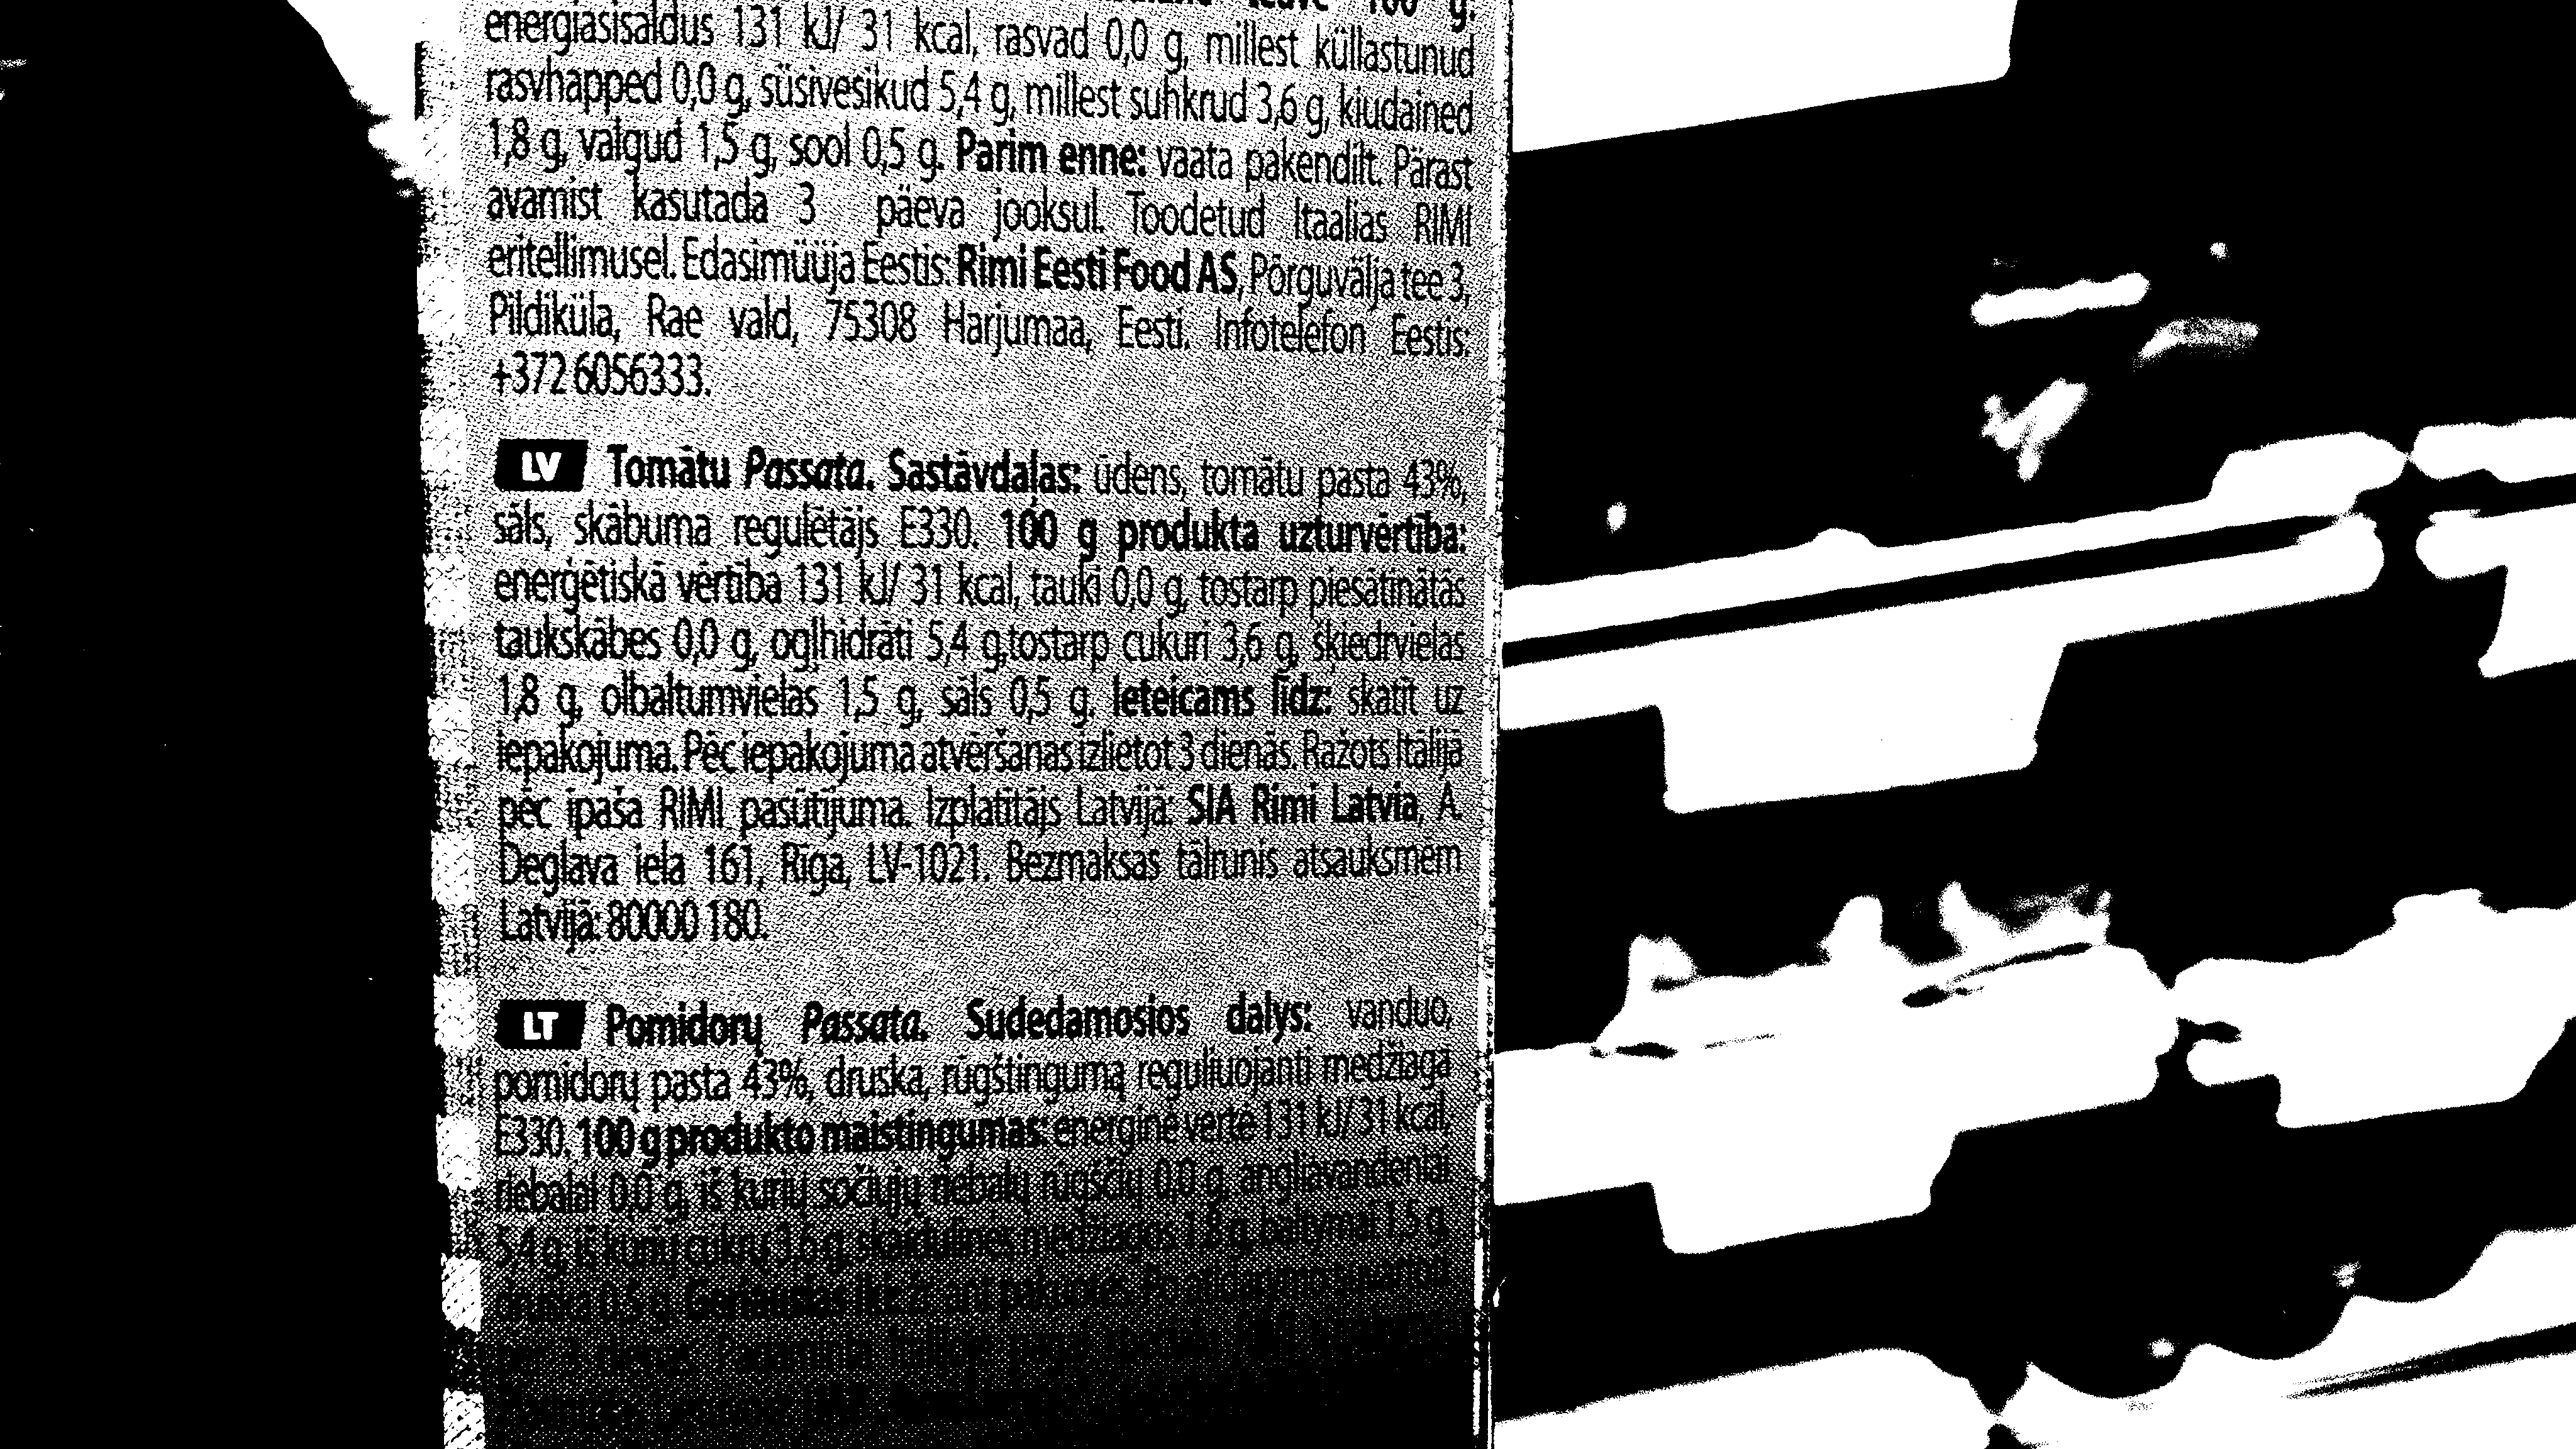 100 g:
energiasisaldus 131 kJ/ 31 kcal, rasvad 0,0 g, millest küllastunud
rasvhapped 0,0 g, süsivesikud 5,4 g, millest suhkrud 3,6 g, kiudained
1,8 g, valgud 1,5 g, sool 0,5 g. Parim enne: vaata pakendilt. Pärast
avamist kasutada 3 päeva jooksul. Toodetud Itaalias RIMI
eritellimusel. Edasimüüja Eestis: Rimi Eesti Food AS, Põrguvälja tee 3,
Pildiküla, Rae vald, 75308 Harjumaa, Eesti. Infotelefon Eestis:
+372 6056333.
LV Tomātu Passata. Sastāvdaļas: ūdens, tomātu pasta 43%,
sāls, skābuma regulētājs E330. 100 g produkta uzturvērtība:
enerģētiskā vērtība 131 kJ/ 31 kcal, tauki 0,0 g, tostarp piesātinātās
taukskābes 0,0 g, ogļhidrāti 5,4 g,tostarp cukuri 3,6 g, šķiedrvielas
1,8 g, olbaltumvielas 1,5 g, sāls 0,5 g. Ieteicams līdz: skatīt uz
iepakojuma. Pēc iepakojuma atvēršanas izlietot 3 dienās. Ražots Itālijā
pēc īpaša RIMI pasūtījuma. Izplatītājs Latvijā: SIA Rimi Latvia, A.
Deglava iela 161, Rīga, LV-1021. Bezmaksas tālrunis atsauksmēm
Latvijā: 80000180.
LT Pomidorų Passata. Sudedamosios dalys: vanduo,
pomidorų pasta 43%, druska, rūgštingumą reguliuojanti medžiaga
E330. 100 g produkto maistingumas: energinė vertė 131 kJ/ 31 kcal,
riebalai 0,0 g, iš kurių sočiųjų riebalų rūgščių 0,0 g, angliavandeniai
5,4 g, iš kurių cukrų 3,6 g, skaidulinės medžiagos 1,8 g, baltymai 1,5 g,